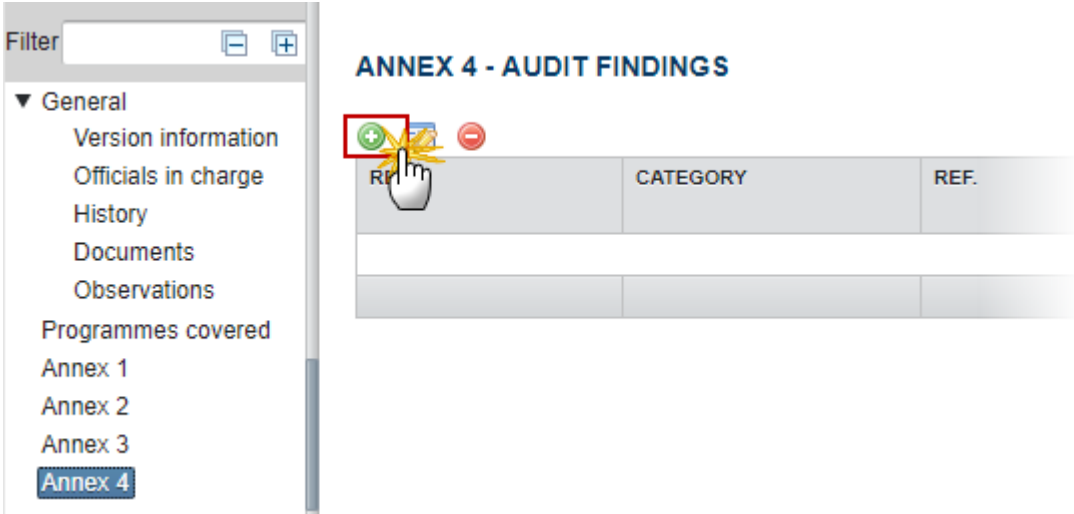 Filter
General
Version information
Officials in charge
History
Documents
Observations
Programmes covered
Annex 1
Annex 2
Annex 3
Annex 4
ANNEX 4 - AUDIT FINDINGS
CATEGORY REF.